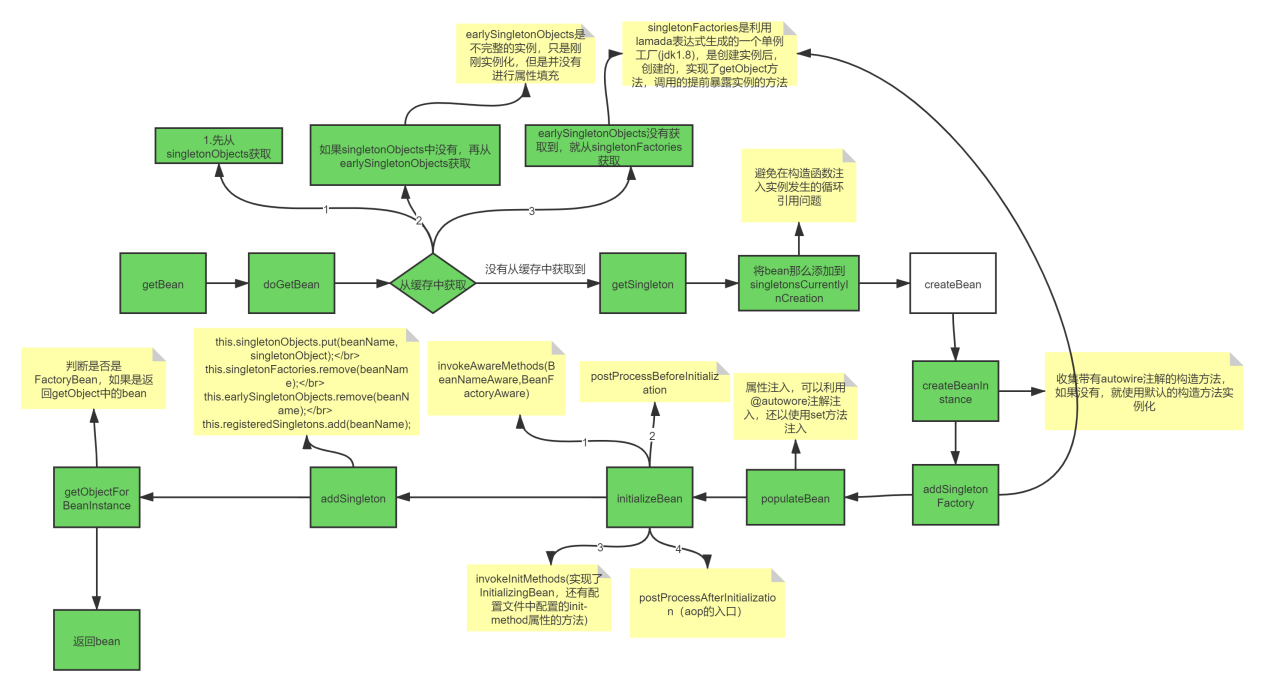 earlySingletonObjects是
不完整的实例，只是刚
刚实例化，但是并没有
进行属性填充
singletonFactories是利用
lamada表达式生成的一个单例
工厂(jdk1.8)，是创建实例后，
创建的，实现了getObject方
法，调用的提前暴露实例的方法
1.先从
singletonObjects获取
如果singletonObjects中没有，再从
earlySingletonObjects获取
earlySingletonObjects没有获
取到，就从singletonFactories
获取
避免在构造函数注
入实例发生的循环
引用问题
1
2
3
getBean
doGetBean
从缓存中获取
没有从缓存中获取到
getSingleton
将bean那么添加到
singletonsCurrentlyI
nCreation
createBean
判断是否是
FactoryBean，如果是返
回getObject中的bean
this.singletonObjects.put(beanName,
singletonObject);</br>
this.singletonFactories.remove(beanNam
e);</br>
this.earlySingletonObjects.remove(beanN
ame);</br>
this.registeredSingletons.add(beanName);
invokeAwareMethods(B
eanNameAware,BeanF
actoryAware)
postProcessBeforeInitializ
ation
属性注入，可以利用
@autowore注解注
入，还以使用set方法
注入
createBeanIn
stance
收集带有autowire注解的构造方法，
如果没有，就使用默认的构造方法实
例化
1
2
getObjectFor
BeanInstance
addSingleton
initializeBean
populateBean
addSingleton
Factory
3
4
invokeInitMethods(实现了
InitializingBean，还有配
置文件中配置的init-
method属性的方法)
postProcessAfterInitializatio
n（aop的入口）
返回bean